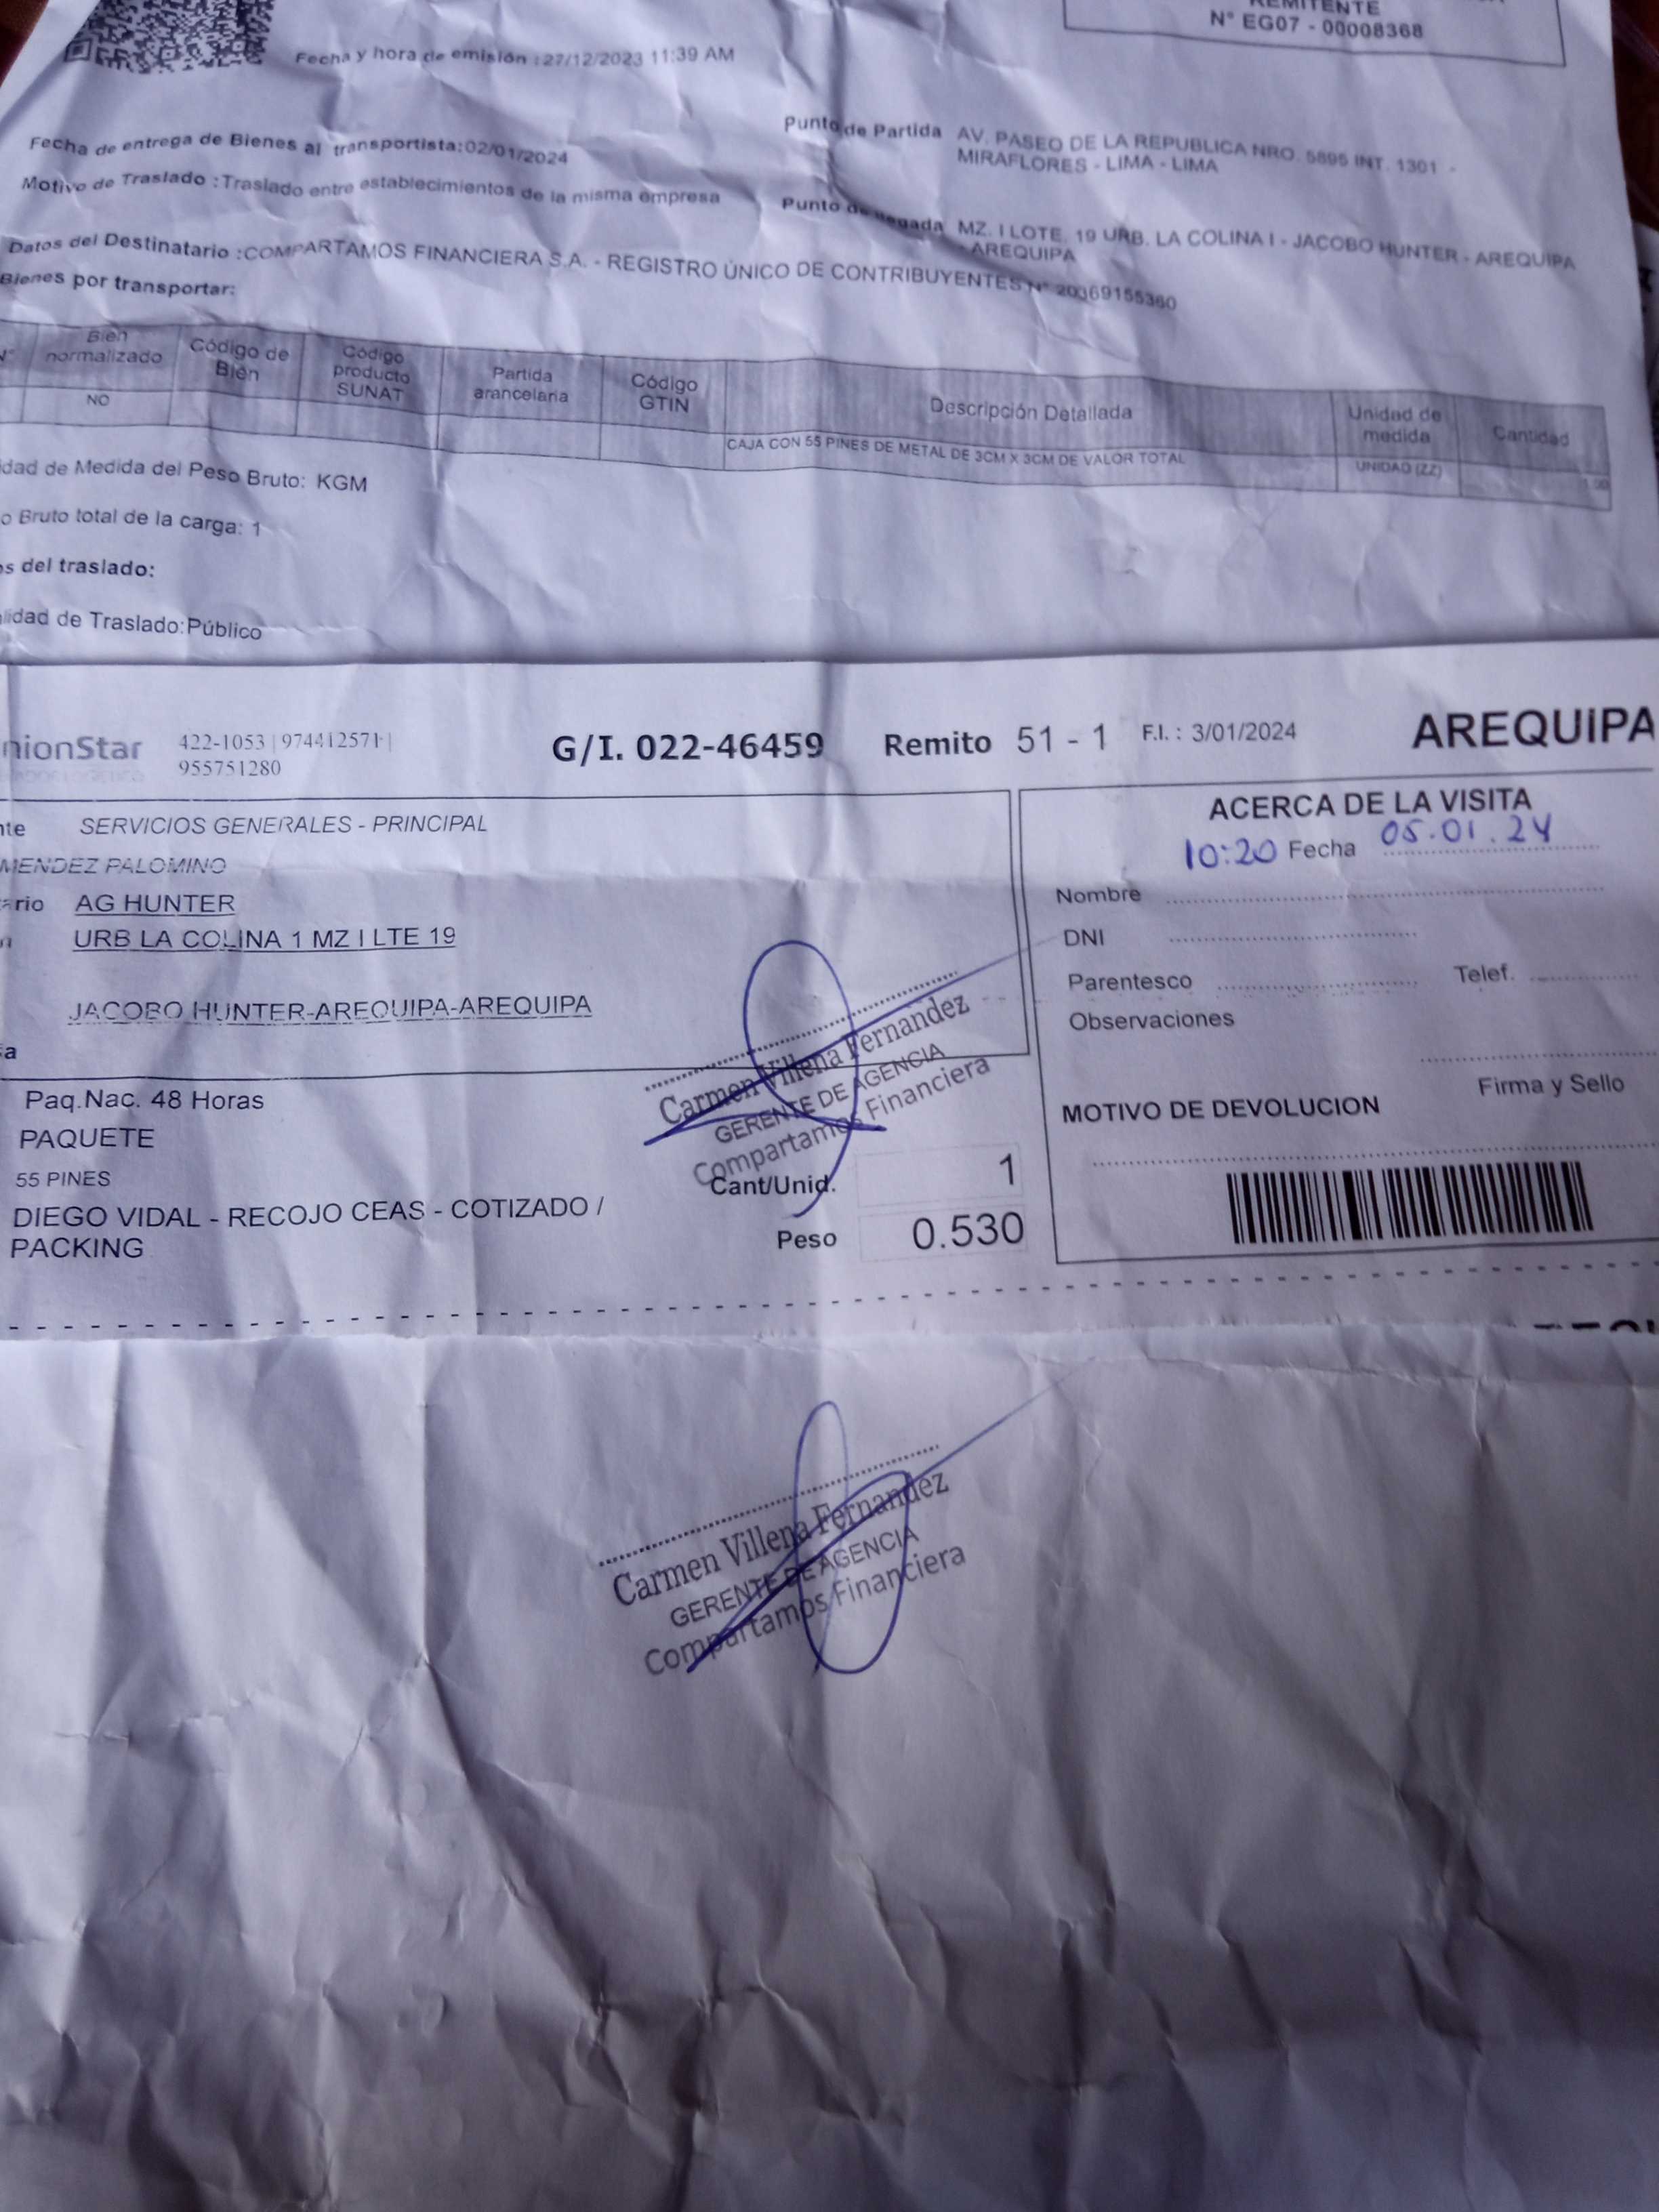 REMITENTE
N° EG07 - 00008368
Fecha y hora de emisión :27/12/2023 11:39 AM
Fecha de entrega de Bienes al transportista:02/01/2024
Motivo de Traslado :Traslado entre establecimientos de la misma empresa
Punto de Partida AV. PASEO DE LA REPUBLICA NRO. 5895 INT. 1301 -
MIRAFLORES - LIMA - LIMA
Punto de llegada MZ. I LOTE. 19 URB. LA COLINA I - JACOBO HUNTER - AREQUIPA
- AREQUIPA
Datos del Destinatario :COMPARTAMOS FINANCIERA S.A. - REGISTRO ÚNICO DE CONTRIBUYENTES N° 20369155360
Bienes por transportar:
N° Bien normalizado Código de Bien Código producto SUNAT Partida arancelaria Código GTIN Descripción Detallada Unidad de medida Cantidad
NO CAJA CON 55 PINES DE METAL DE 3CM X 3CM DE VALOR TOTAL UNIDAD (ZZ) 1.00
idad de Medida del Peso Bruto: KGM
o Bruto total de la carga: 1
os del traslado:
lidad de Traslado:Público
nionStar
422-1053 | 974412571 |
955751280
G/I. 022-46459 Remito 51 - 1 F.I. : 3/01/2024 AREQUIPA
nte SERVICIOS GENERALES - PRINCIPAL
MENDEZ PALOMINO
ario AG HUNTER
URB LA COLINA 1 MZ I LTE 19
JACOBO HUNTER-AREQUIPA-AREQUIPA
a
Paq.Nac. 48 Horas
PAQUETE
55 PINES
DIEGO VIDAL - RECOJO CEAS - COTIZADO /
PACKING
Carmen Villena Fernandez
GERENTE DE AGENCIA
Compartamos Financiera
Cant/Unid. 1
Peso 0.530
ACERCA DE LA VISITA
10:20 Fecha 05.01.24
Nombre
DNI
Parentesco Telef.
Observaciones
Firma y Sello
MOTIVO DE DEVOLUCION
Carmen Villena Fernandez
GERENTE DE AGENCIA
Compartamos Financiera